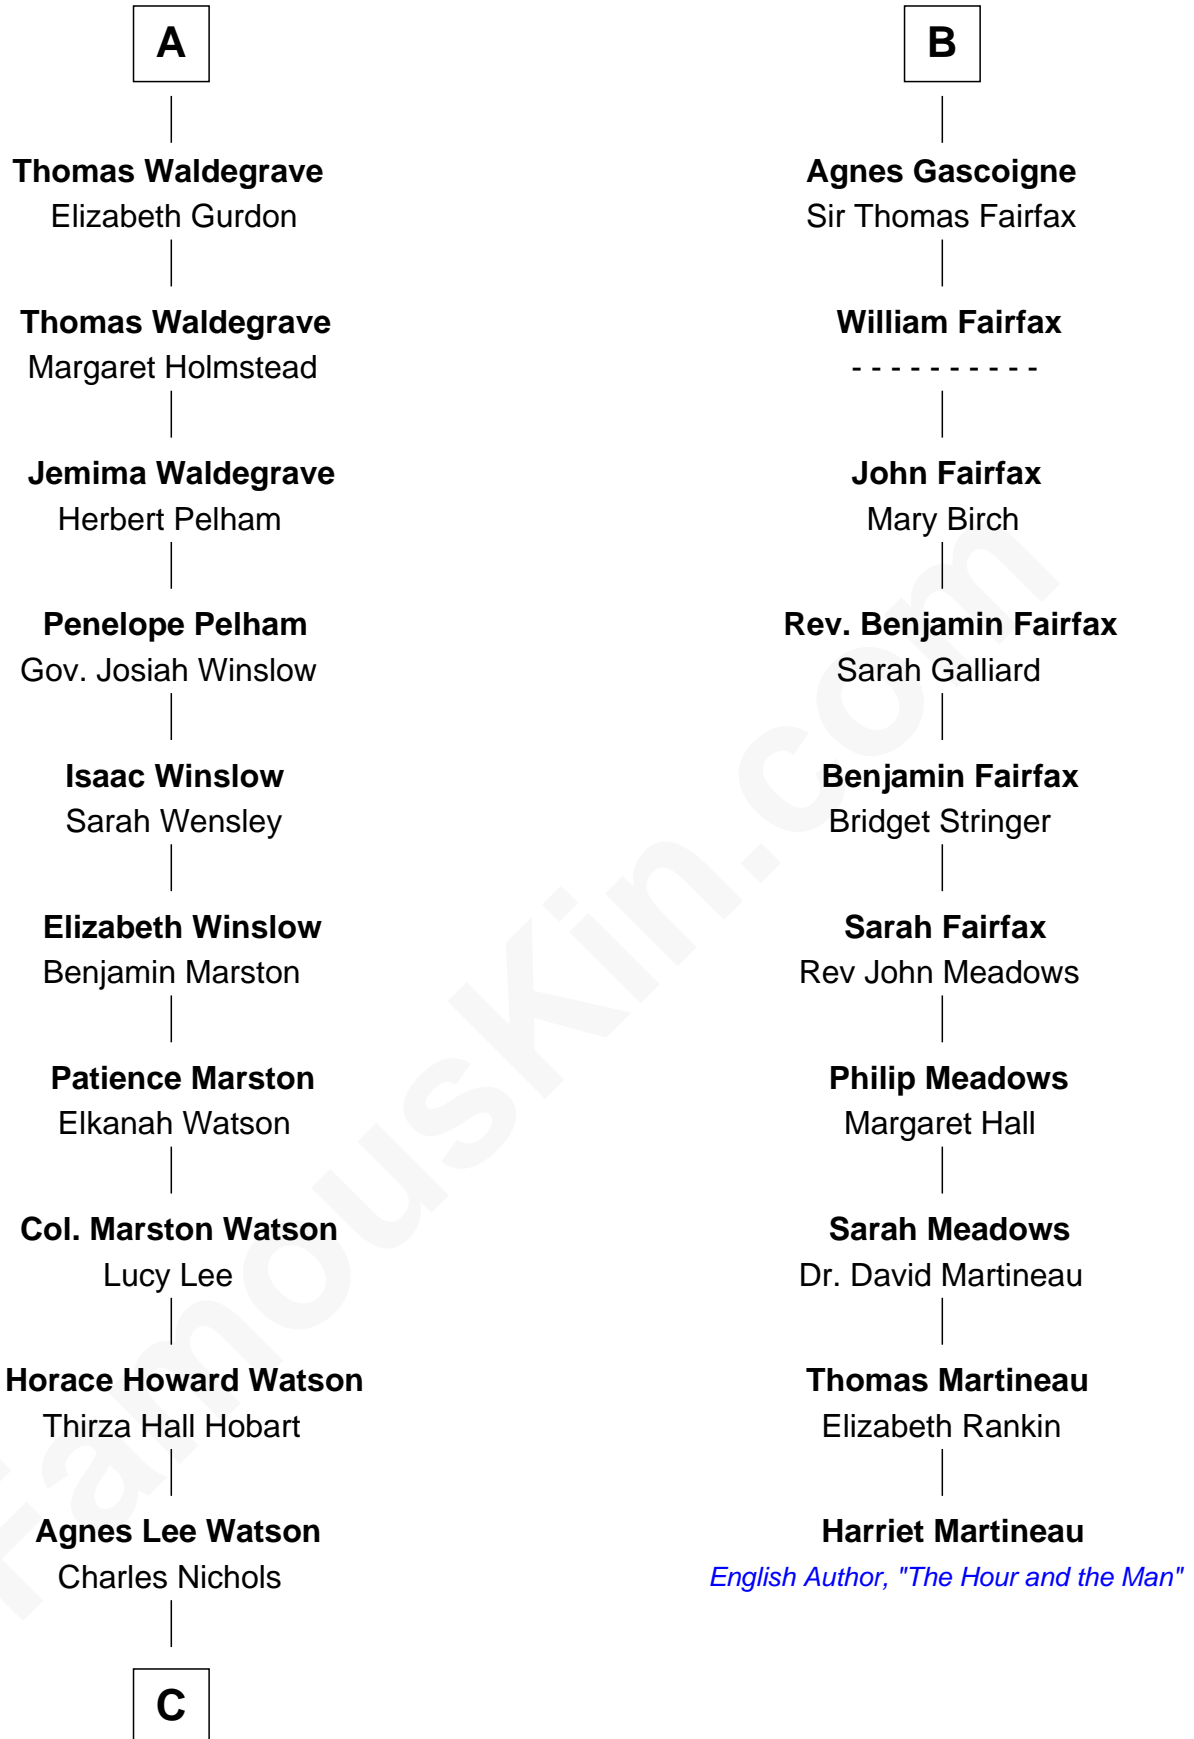 A
Thomas Waldegrave
Elizabeth Gurdon
Thomas Waldegrave
Margaret Holmstead
Jemima Waldegrave
Herbert Pelham
Penelope Pelham
Gov. Josiah Winslow
Isaac Winslow
Sarah Wensley
Elizabeth Winslow
Benjamin Marston
Patience Marston
Elkanah Watson
Col. Marston Watson
Lucy Lee
Horace Howard Watson
Thirza Hall Hobart
Agnes Lee Watson
Charles Nichols
C
B
Agnes Gascoigne
Sir Thomas Fairfax
William Fairfax
- - - - - - - - - -
John Fairfax
Mary Birch
Rev. Benjamin Fairfax
Sarah Galliard
Benjamin Fairfax
Bridget Stringer
Sarah Fairfax
Rev John Meadows
Philip Meadows
Margaret Hall
Sarah Meadows
Dr. David Martineau
Thomas Martineau
Elizabeth Rankin
Harriet Martineau
English Author, "The Hour and the Man"
FamousKin.com